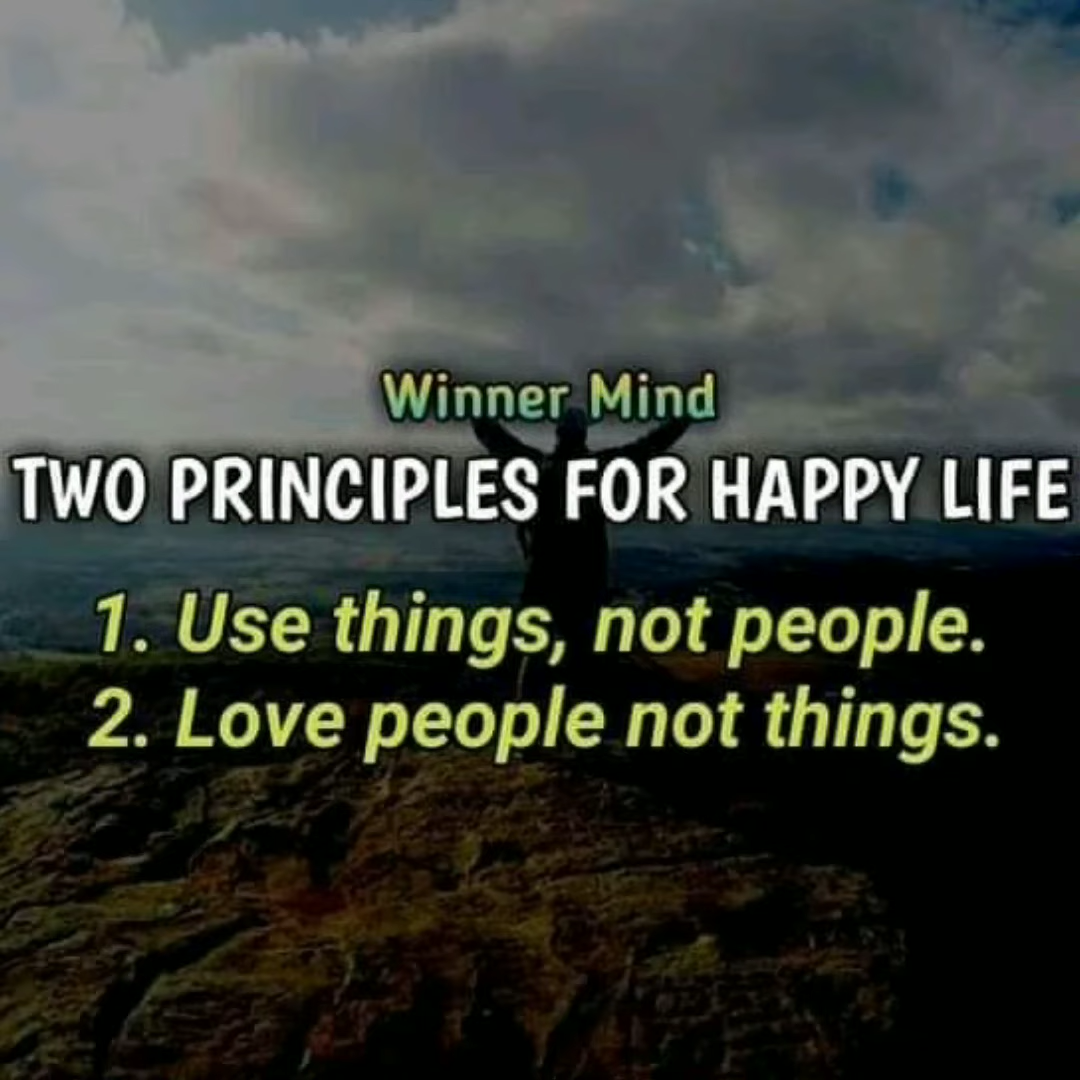 Winner Mind
TWO PRINCIPLES FOR HAPPY LIFE
1. Use things, not people.
2. Love people not things.